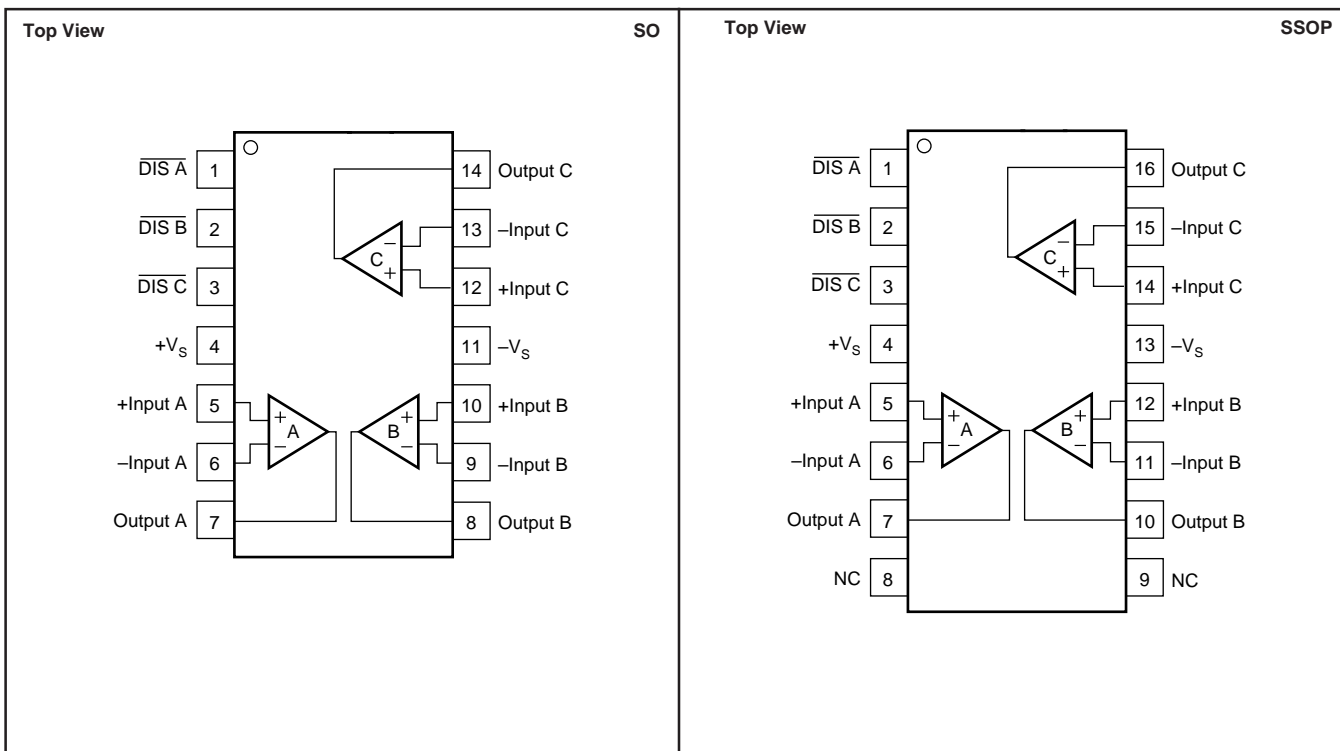 Top View SO
DIS A 1 14 Output C
DIS B 2 13 –Input C
DIS C 3 12 +Input C
+VS 4 11 –VS
+Input A 5 10 +Input B
–Input A 6 9 –Input B
Output A 7 8 Output B
– C +
+ A –
+ B –
Top View SSOP
DIS A 1 16 Output C
DIS B 2 15 –Input C
DIS C 3 14 +Input C
+VS 4 13 –VS
+Input A 5 12 +Input B
–Input A 6 11 –Input B
Output A 7 10 Output B
NC 8 9 NC
– C +
+ A –
+ B –